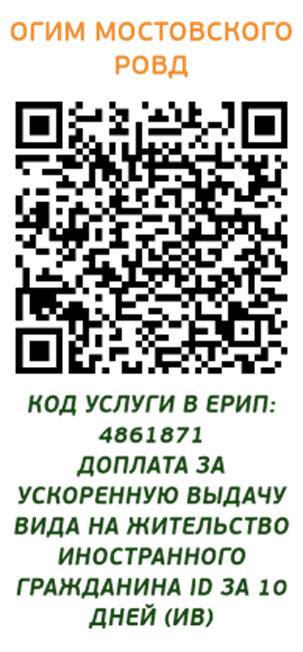 ОГИМ МОСТОВСКОГО
РОВД
КОД УСЛУГИ В ЕРИП:
4861871
ДОПЛАТА ЗА
УСКОРЕННУЮ ВЫДАЧУ
ВИДА НА ЖИТЕЛЬСТВО
ИНОСТРАННОГО
ГРАЖДАНИНА ID ЗА 10
ДНЕЙ (ИВ)